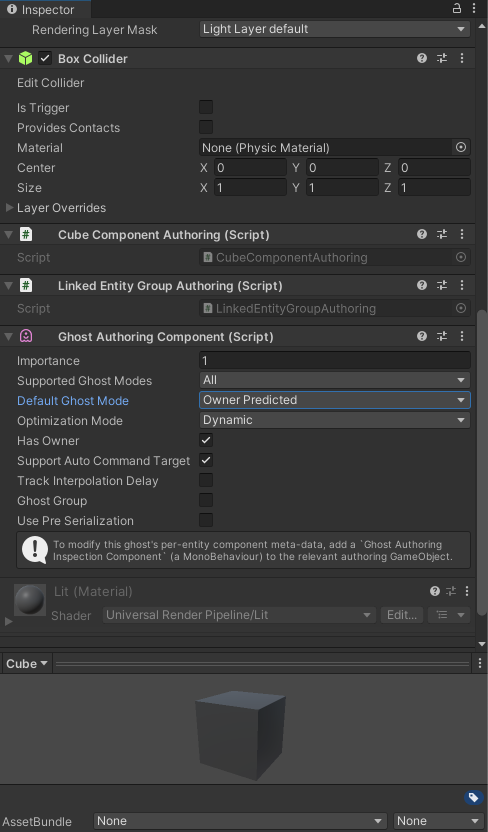 Inspector
Rendering Layer Mask Light Layer default
Box Collider
Edit Collider
Is Trigger
Provides Contacts
Material None (Physic Material)
Center X 0 Y 0 Z 0
Size X 1 Y 1 Z 1
Layer Overrides
# Cube Component Authoring (Script)
Script # CubeComponentAuthoring
# Linked Entity Group Authoring (Script)
Script # LinkedEntityGroupAuthoring
Ghost Authoring Component (Script)
Importance 1
Supported Ghost Modes All
Default Ghost Mode Owner Predicted
Optimization Mode Dynamic
Has Owner
Support Auto Command Target
Track Interpolation Delay
Ghost Group
Use Pre Serialization
To modify this ghost's per-entity component meta-data, add a `Ghost Authoring
Inspection Component` (a MonoBehaviour) to the relevant authoring GameObject.
Lit (Material)
Shader Universal Render Pipeline/Lit Edit...
Cube
AssetBundle None None